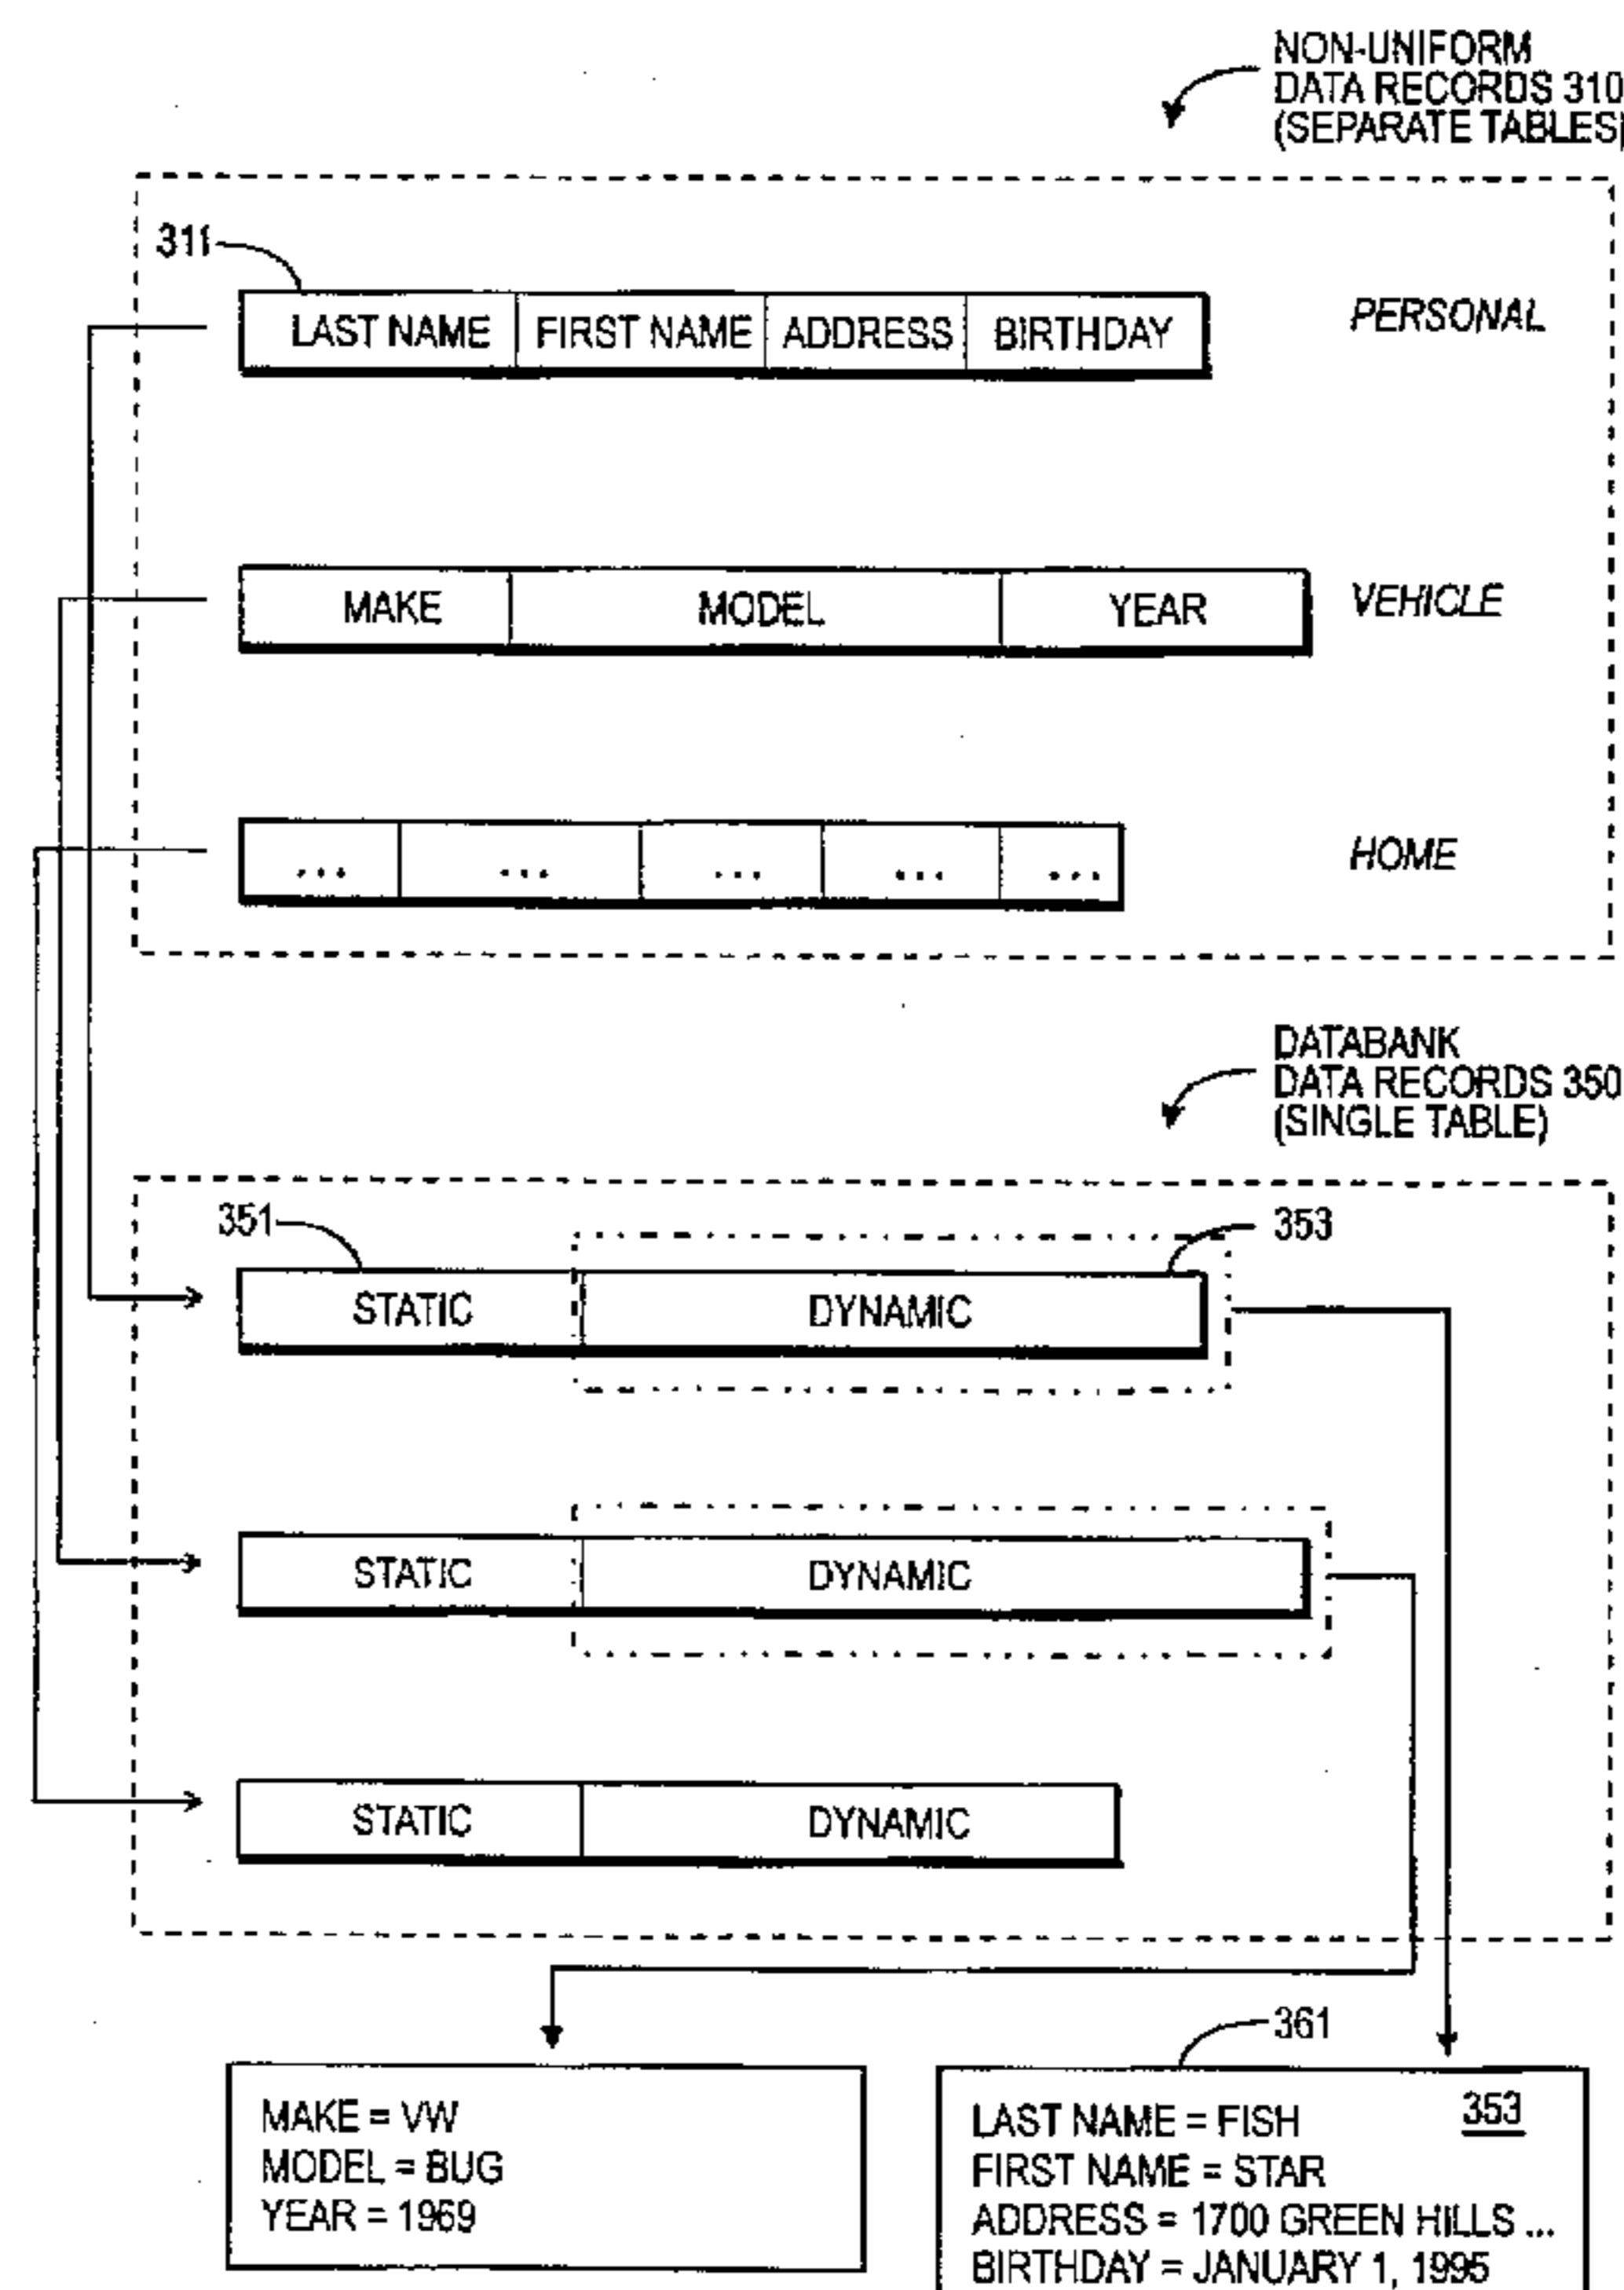 NON-UNIFORM
DATA RECORDS 310
(SEPARATE TABLES)
311
LAST NAME FIRST NAME ADDRESS BIRTHDAY
PERSONAL
MAKE MODEL YEAR
VEHICLE
... ... ... ... ...
HOME
DATABANK
DATA RECORDS 350
(SINGLE TABLE)
351
353
STATIC DYNAMIC
STATIC DYNAMIC
STATIC DYNAMIC
361
MAKE = VW
MODEL = BUG
YEAR = 1969
353
LAST NAME = FISH
FIRST NAME = STAR
ADDRESS = 1700 GREEN HILLS ...
BIRTHDAY = JANUARY 1, 1995